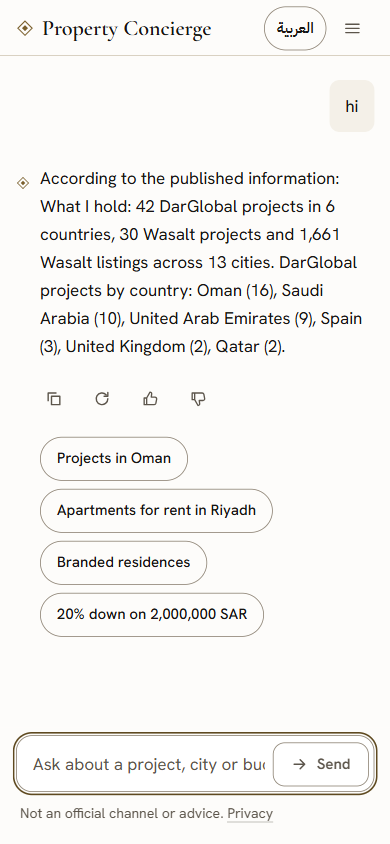 Property Concierge
العربية
hi
According to the published information:
What I hold: 42 DarGlobal projects in 6
countries, 30 Wasalt projects and 1,661
Wasalt listings across 13 cities. DarGlobal
projects by country: Oman (16), Saudi
Arabia (10), United Arab Emirates (9), Spain
(3), United Kingdom (2), Qatar (2).
Projects in Oman
Apartments for rent in Riyadh
Branded residences
20% down on 2,000,000 SAR
Ask about a project, city or
Send
Not an official channel or advice. Privacy